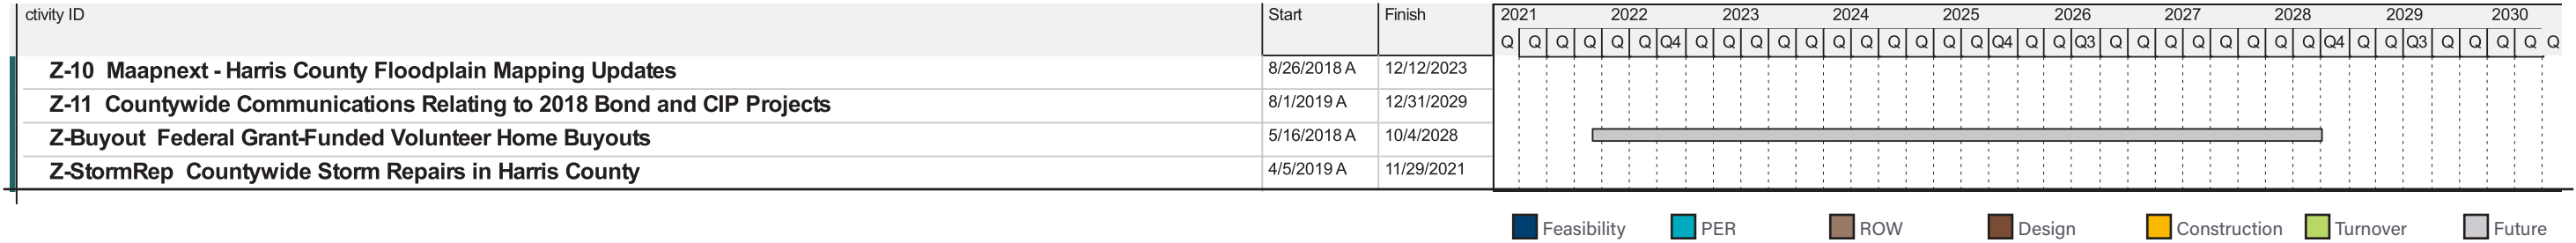 ctivity ID Start Finish 2021 2022 2023 2024 2025 2026 2027 2028 2029 2030
Q Q Q Q Q Q Q4 Q Q Q Q Q Q Q Q Q Q Q Q4 Q Q Q3 Q Q Q Q Q Q Q Q Q4 Q Q Q3 Q Q Q Q Q
Z-10 Maapnext - Harris County Floodplain Mapping Updates 8/26/2018 A 12/12/2023
Z-11 Countywide Communications Relating to 2018 Bond and CIP Projects 8/1/2019 A 12/31/2029
Z-Buyout Federal Grant-Funded Volunteer Home Buyouts 5/16/2018 A 10/4/2028
Z-StormRep Countywide Storm Repairs in Harris County 4/5/2019 A 11/29/2021
Feasibility PER ROW Design Construction Turnover Future